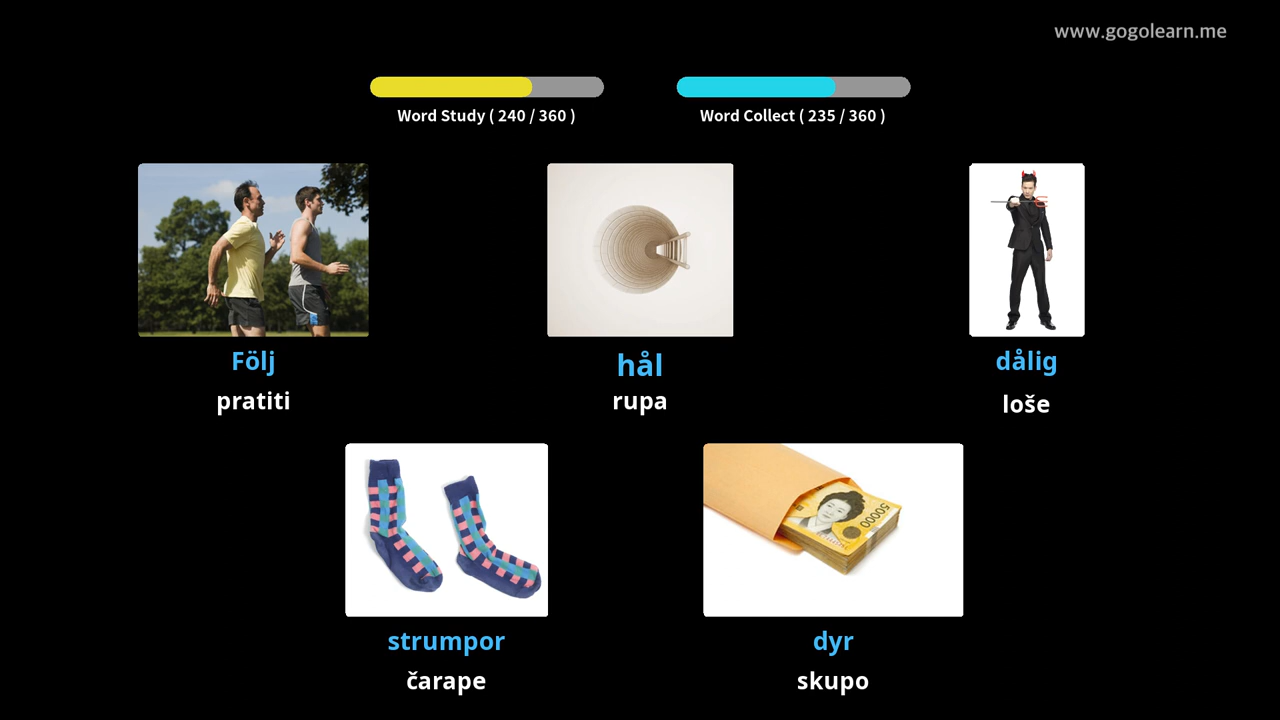 www.gogolearn.me
Word Study ( 240 / 360 )
Word Collect ( 235 / 360 )
Följ
hål
dålig
pratiti
rupa
loše
50000
strumpor
dyr
čarape
skupo